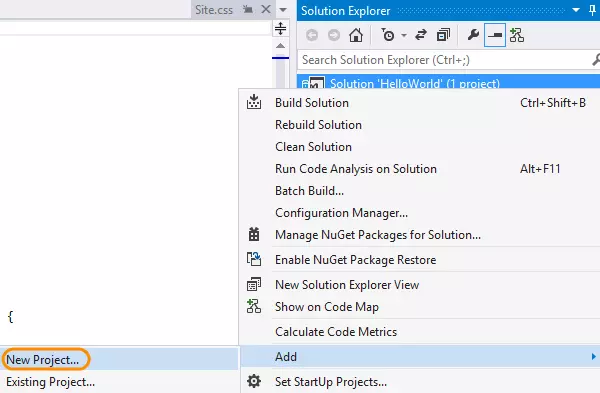 Site.css
Solution Explorer
Search Solution Explorer (Ctrl+;)
Solution 'HelloWorld' (1 project)
Build Solution Ctrl+Shift+B
Rebuild Solution
Clean Solution
Run Code Analysis on Solution Alt+F11
Batch Build...
Configuration Manager...
Manage NuGet Packages for Solution...
Enable NuGet Package Restore
New Solution Explorer View
Show on Code Map
{
Calculate Code Metrics
New Project... Add
Existing Project... Set StartUp Projects...